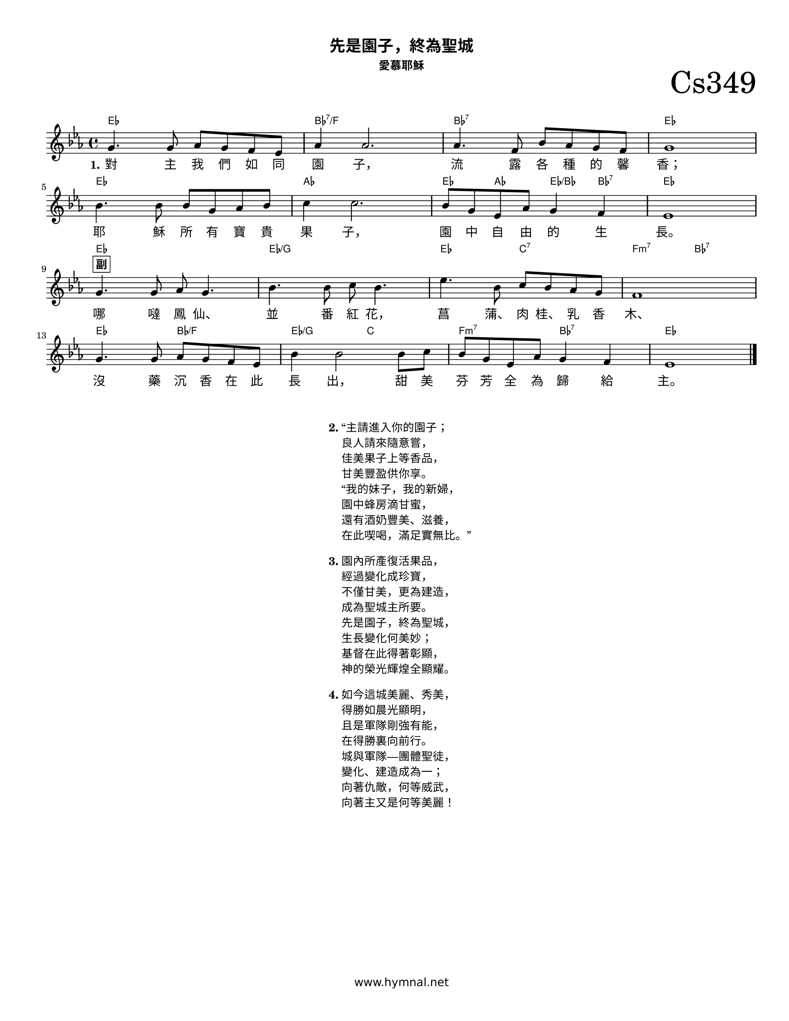 先是園子，終為聖城
愛慕耶穌
Cs349
E♭ B♭7/F B♭7 E♭
1. 對 主 我 們 如 同 園 子， 流 露 各 種 的 馨 香；
5 E♭ A♭ E♭ A♭ E♭/B♭ B♭7 E♭
耶 穌 所 有 寶 貴 果 子， 園 中 自 由 的 生 長。
E♭ E♭/G E♭ C7 Fm7 B♭7
9 副
哪 噠 鳳 仙、 並 番 紅 花， 菖 蒲、 肉 桂、 乳 香 木、
13 E♭ B♭/F E♭/G C Fm7 B♭7 E♭
沒 藥 沉 香 在 此 長 出， 甜 美 芬 芳 全 為 歸 給 主。
2. “主請進入你的園子；
良人請來隨意嘗，
佳美果子上等香品，
甘美豐盈供你享。
“我的妹子，我的新婦，
園中蜂房滴甘蜜，
還有酒奶豐美、滋養，
在此喫喝，滿足實無比。”
3. 園內所產復活果品，
經過變化成珍寶，
不僅甘美，更為建造，
成為聖城主所要。
先是園子，終為聖城，
生長變化何美妙；
基督在此得著彰顯，
神的榮光輝煌全顯耀。
4. 如今這城美麗、秀美，
得勝如晨光顯明，
且是軍隊剛強有能，
在得勝裏向前行。
城與軍隊—團體聖徒，
變化、建造成為一；
向著仇敵，何等威武，
向著主又是何等美麗！
www.hymnal.net